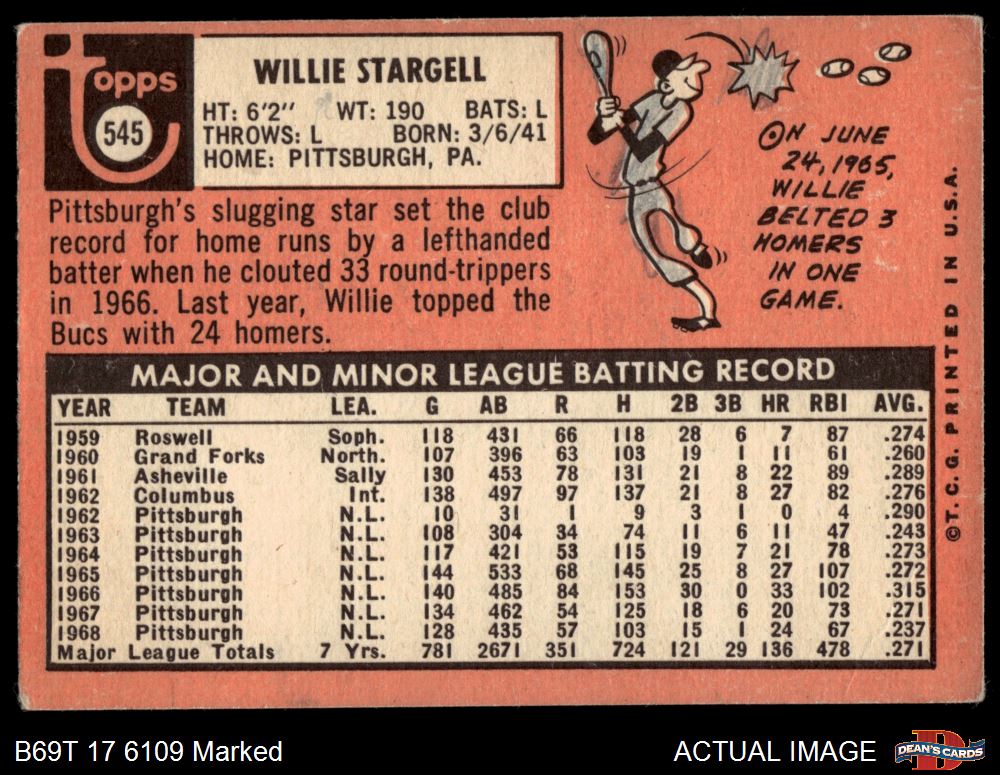 Topps
545
WILLIE STARGELL
HT: 6'2" WT: 190 BATS: L
THROWS: L BORN: 3/6/41
HOME: PITTSBURGH, PA.
Pittsburgh's slugging star set the club
record for home runs by a lefthanded
batter when he clouted 33 round-trippers
in 1966. Last year, Willie topped the
Bucs with 24 homers.
ON JUNE
24, 1965,
WILLIE
BELTED 3
HOMERS
IN ONE
GAME.
MAJOR AND MINOR LEAGUE BATTING RECORD
YEAR TEAM LEA. G AB R H 2B 3B HR RBI AVG.
1959 Roswell Soph. 118 431 66 118 28 6 7 87 .274
1960 Grand Forks North. 107 396 63 103 19 1 11 61 .260
1961 Asheville Sally 130 453 78 131 21 8 22 89 .289
1962 Columbus Int. 138 497 97 137 21 8 27 82 .276
1962 Pittsburgh N.L. 10 31 1 9 3 1 0 4 .290
1963 Pittsburgh N.L. 108 304 34 74 11 6 11 47 .243
1964 Pittsburgh N.L. 117 421 53 115 19 7 21 78 .273
1965 Pittsburgh N.L. 144 533 68 145 25 8 27 107 .272
1966 Pittsburgh N.L. 140 485 84 153 30 0 33 102 .315
1967 Pittsburgh N.L. 134 462 54 125 18 6 20 73 .271
1968 Pittsburgh N.L. 128 435 57 103 15 1 24 67 .237
Major League Totals 7 Yrs. 781 2671 351 724 121 29 136 478 .271
©T.C.G. PRINTED IN U.S.A.
B69T 17 6109 Marked
ACTUAL IMAGE
DEAN'S CARDS